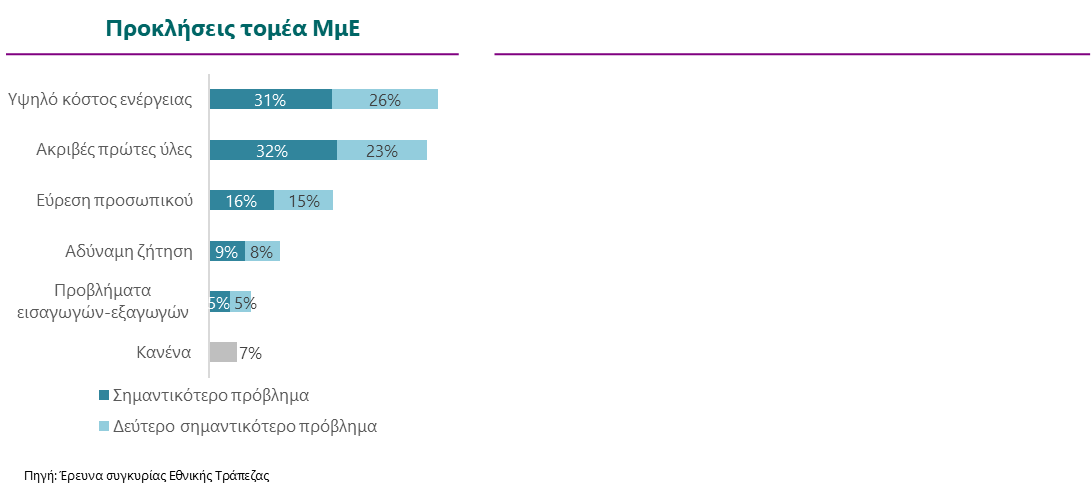 Προκλήσεις τομέα ΜμΕ
Υψηλό κόστος ενέργειας 31% 26%
Ακριβές πρώτες ύλες 32% 23%
Εύρεση προσωπικού 16% 15%
Αδύναμη ζήτηση 9% 8%
Προβλήματα
εισαγωγών-εξαγωγών 5% 5%
Κανένα 7%
Σημαντικότερο πρόβλημα
Δεύτερο σημαντικότερο πρόβλημα
Πηγή: Έρευνα συγκυρίας Εθνικής Τράπεζας